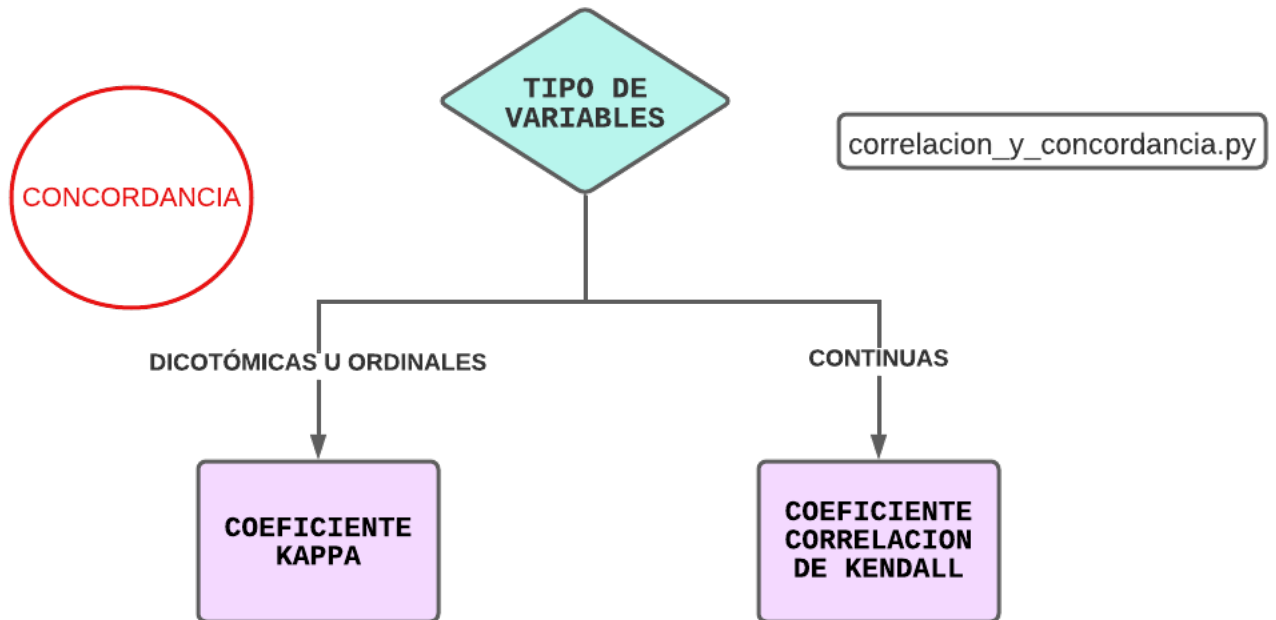 TIPO DE
VARIABLES
correlacion_y_concordancia.py
CONCORDANCIA
DICOTÓMICAS U ORDINALES
CONTINUAS
COEFICIENTE
KAPPA
COEFICIENTE
CORRELACION
DE KENDALL